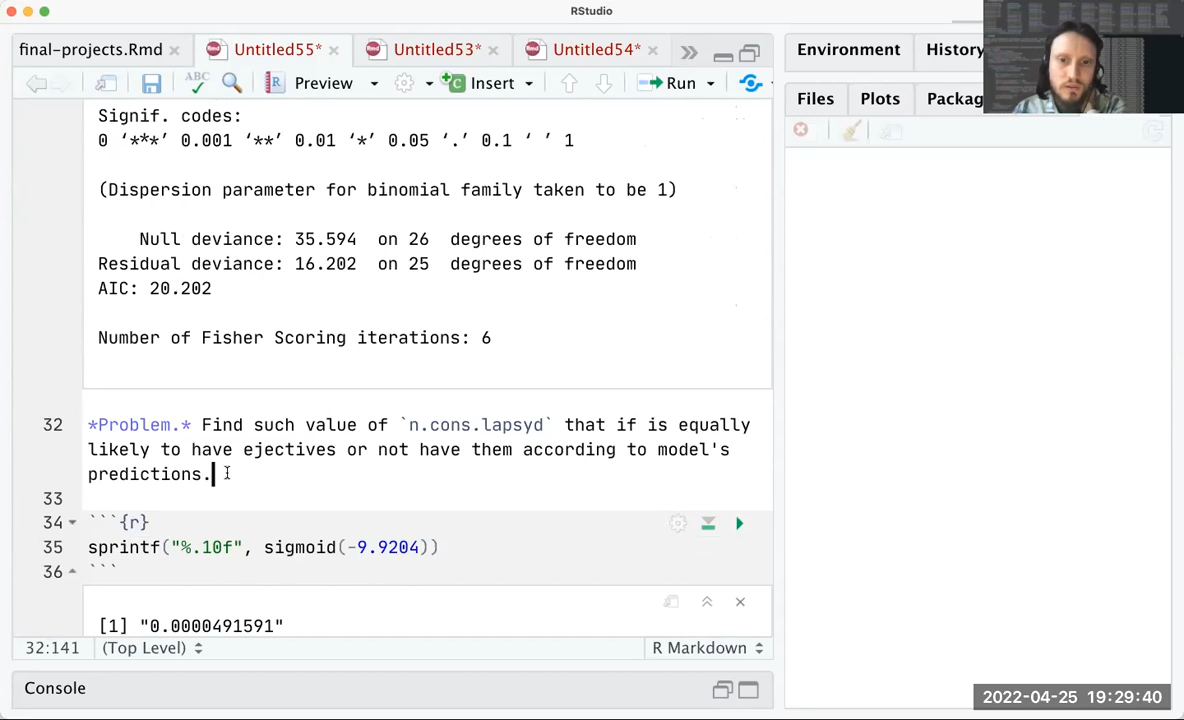 RStudio
final-projects.Rmd
Untitled55*
Untitled53*
Untitled54*
Environment
History
ABC
Preview
Insert
Run
Files
Plots
Packag
Signif. codes:
0 ‘***’ 0.001 ‘**’ 0.01 ‘*’ 0.05 ‘.’ 0.1 ‘ ’ 1
(Dispersion parameter for binomial family taken to be 1)
Null deviance: 35.594 on 26 degrees of freedom
Residual deviance: 16.202 on 25 degrees of freedom
AIC: 20.202
Number of Fisher Scoring iterations: 6
32 *Problem.* Find such value of `n.cons.lapsyd` that if is equally
likely to have ejectives or not have them according to model's
predictions.
33
34 ```{r}
35 sprintf("%.10f", sigmoid(-9.9204))
36 ```
[1] "0.0000491591"
32:141 (Top Level) R Markdown
Console
2022-04-25 19:29:40